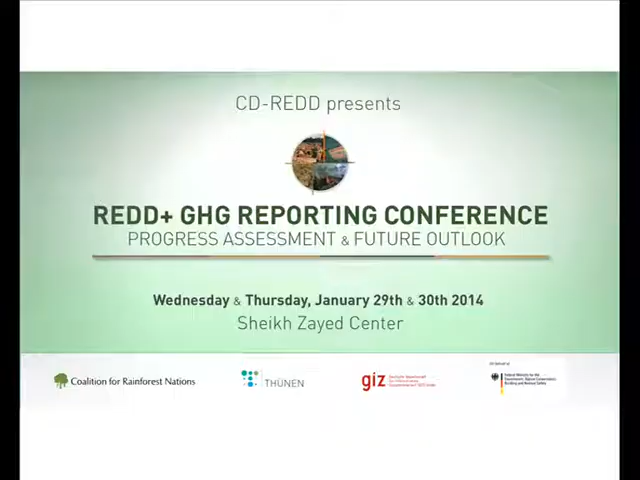 CD-REDD presents
REDD+ GHG REPORTING CONFERENCE
PROGRESS ASSESSMENT & FUTURE OUTLOOK
Wednesday & Thursday, January 29th & 30th 2014
Sheikh Zayed Center
Coalition for Rainforest Nations
THÜNEN
giz